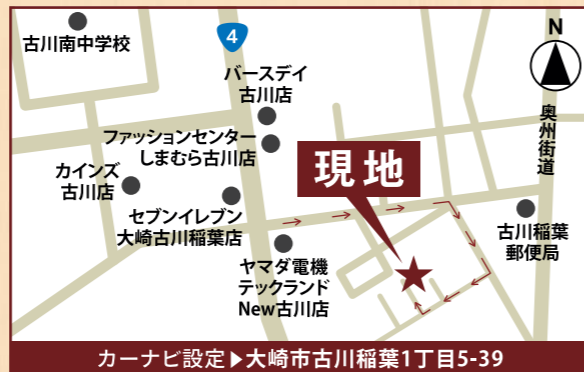 古川南中学校
4
バースデイ
古川店
N
奥州街道
ファッションセンター
しまむら古川店
現地
カインズ
古川店
セブンイレブン
大崎古川稲葉店
古川稲葉
郵便局
ヤマダ電機
テックランド
New古川店
カーナビ設定▶大崎市古川稲葉1丁目5-39